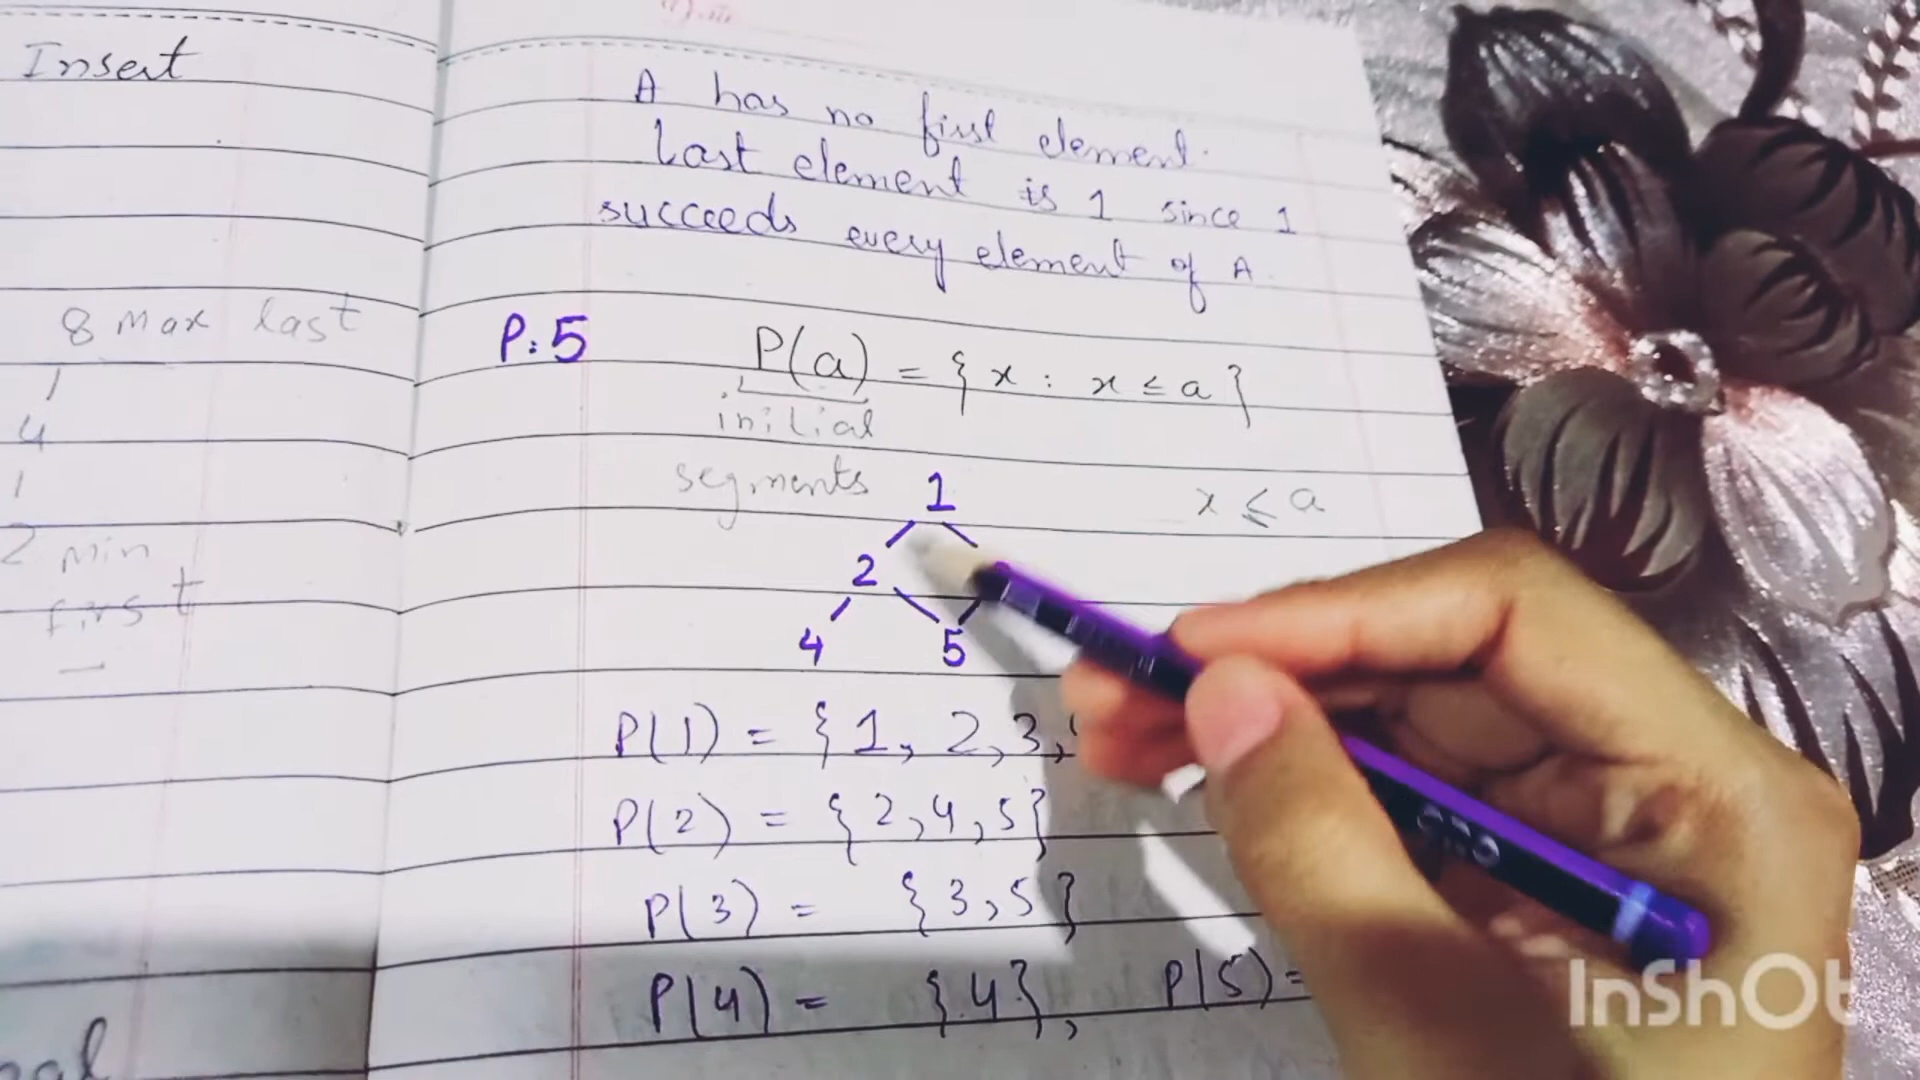 Insert
8 Max last
1
4
1
2 min
first
A has no first element.
Last element is 1 since 1
succeeds every element of A.
P:5 P(a) = { x : x ≤ a }
initial
segments
1 x ≤ a
2
4 5
P(1) = { 1, 2, 3,
P(2) = { 2, 4, 5 }
P(3) = { 3, 5 }
P(4) = { 4 }, P(5) =
InShOt